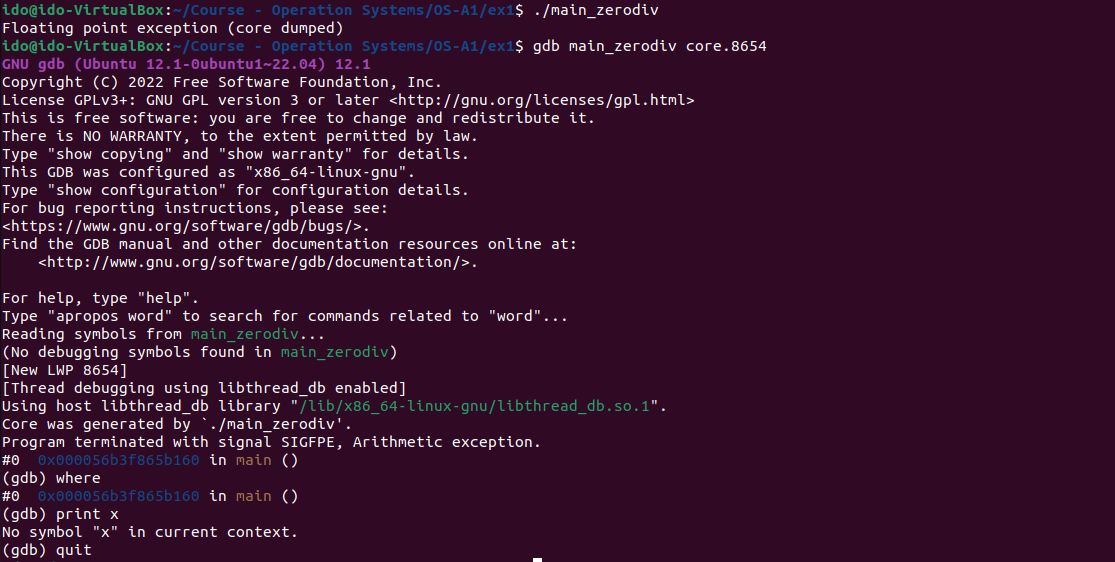 ido@ido-VirtualBox:~/Course - Operation Systems/OS-A1/ex1$ ./main_zerodiv
Floating point exception (core dumped)
ido@ido-VirtualBox:~/Course - Operation Systems/OS-A1/ex1$ gdb main_zerodiv core.8654
GNU gdb (Ubuntu 12.1-0ubuntu1~22.04) 12.1
Copyright (C) 2022 Free Software Foundation, Inc.
License GPLv3+: GNU GPL version 3 or later <http://gnu.org/licenses/gpl.html>
This is free software: you are free to change and redistribute it.
There is NO WARRANTY, to the extent permitted by law.
Type "show copying" and "show warranty" for details.
This GDB was configured as "x86_64-linux-gnu".
Type "show configuration" for configuration details.
For bug reporting instructions, please see:
<https://www.gnu.org/software/gdb/bugs/>.
Find the GDB manual and other documentation resources online at:
    <http://www.gnu.org/software/gdb/documentation/>.

For help, type "help".
Type "apropos word" to search for commands related to "word"...
Reading symbols from main_zerodiv...
(No debugging symbols found in main_zerodiv)
[New LWP 8654]
[Thread debugging using libthread_db enabled]
Using host libthread_db library "/lib/x86_64-linux-gnu/libthread_db.so.1".
Core was generated by `./main_zerodiv'.
Program terminated with signal SIGFPE, Arithmetic exception.
#0  0x000056b3f865b160 in main ()
(gdb) where
#0  0x000056b3f865b160 in main ()
(gdb) print x
No symbol "x" in current context.
(gdb) quit